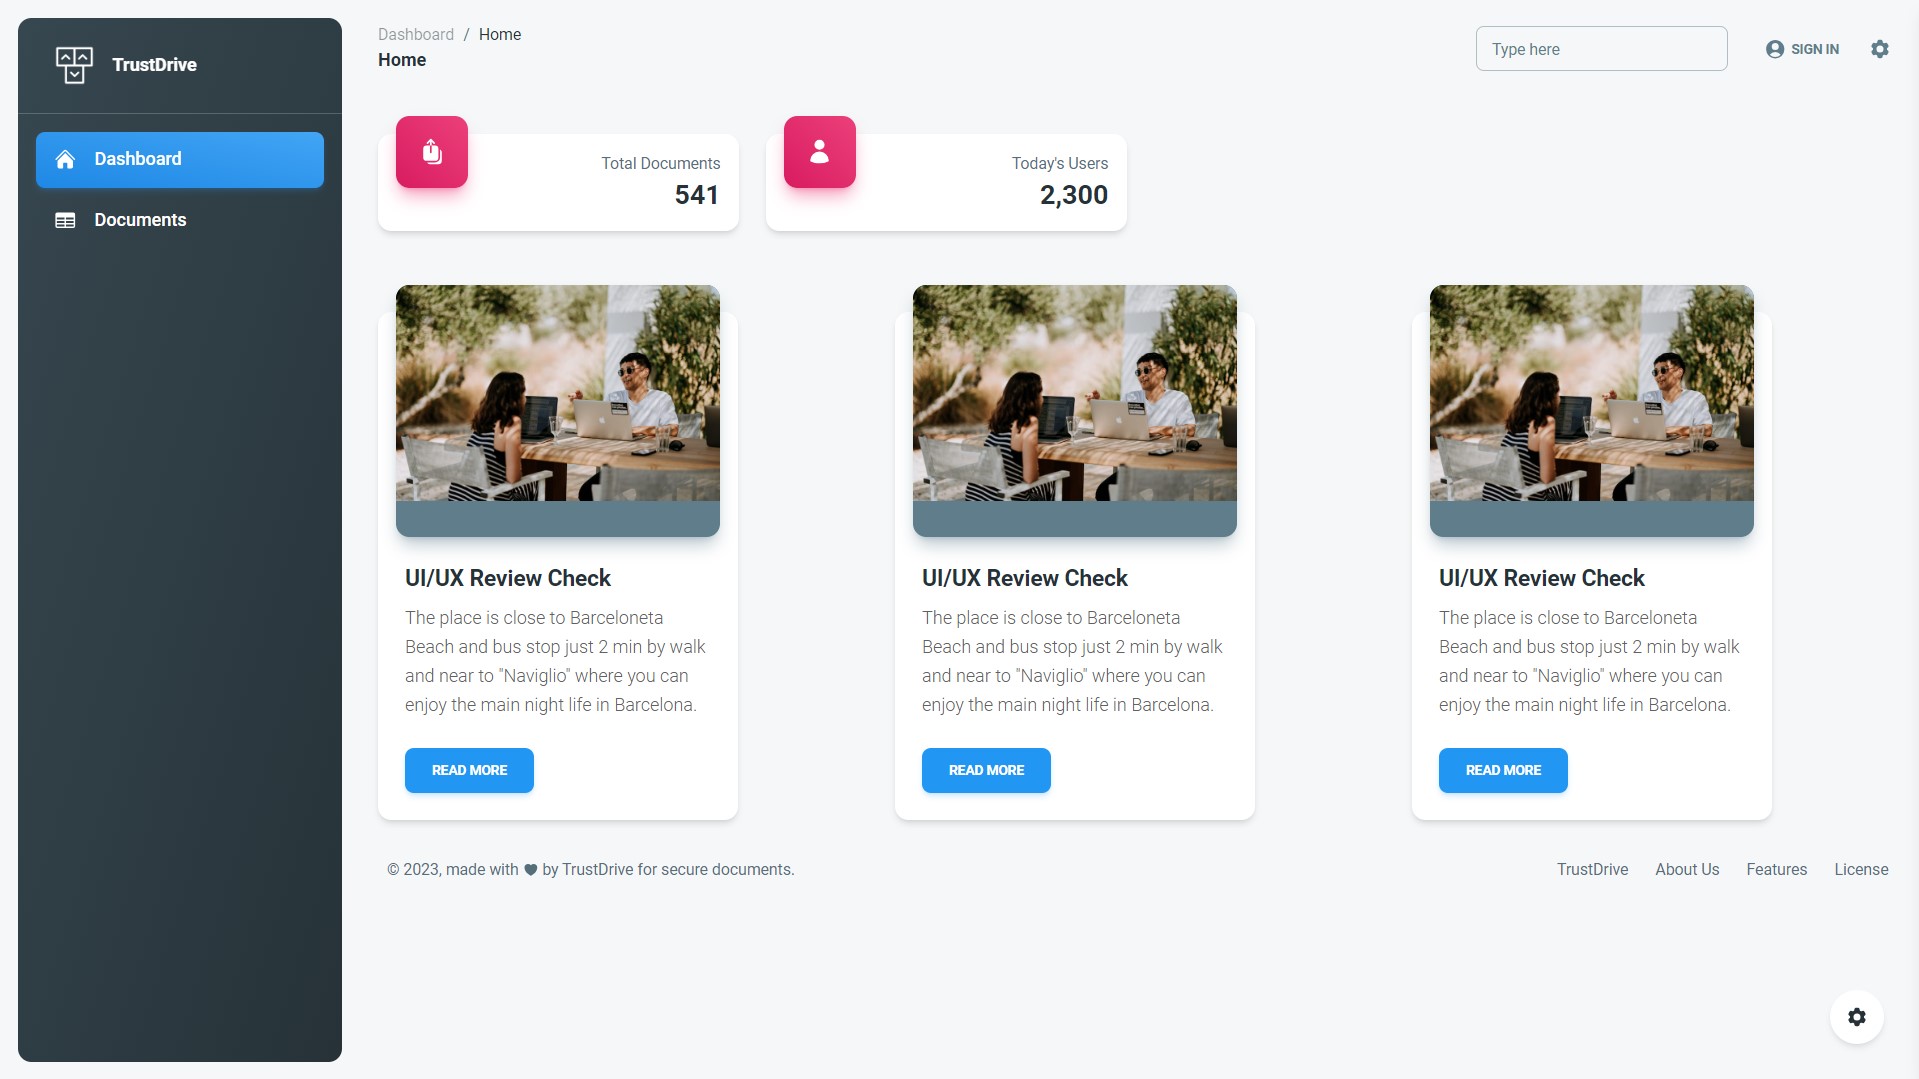 TrustDrive
Dashboard
Documents
Dashboard / Home
Home
Type here
SIGN IN
Total Documents
541
Today's Users
2,300
UI/UX Review Check
The place is close to Barceloneta
Beach and bus stop just 2 min by walk
and near to "Naviglio" where you can
enjoy the main night life in Barcelona.
READ MORE
UI/UX Review Check
The place is close to Barceloneta
Beach and bus stop just 2 min by walk
and near to "Naviglio" where you can
enjoy the main night life in Barcelona.
READ MORE
UI/UX Review Check
The place is close to Barceloneta
Beach and bus stop just 2 min by walk
and near to "Naviglio" where you can
enjoy the main night life in Barcelona.
READ MORE
© 2023, made with ♥ by TrustDrive for secure documents.
TrustDrive About Us Features License